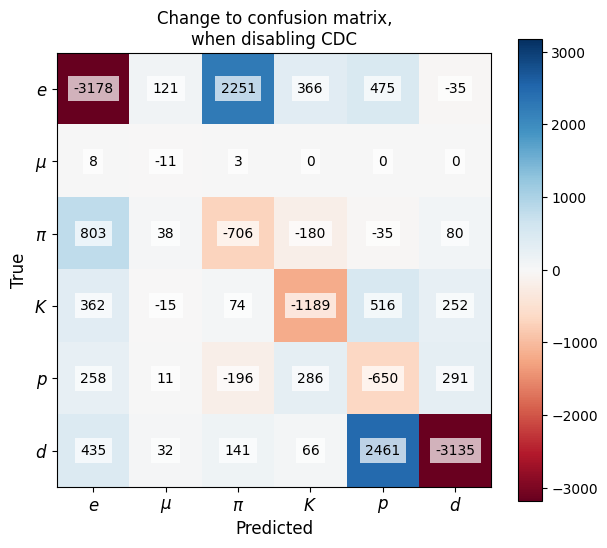 Change to confusion matrix,
when disabling CDC
e -3178 121 2251 366 475 -35
μ 8 -11 3 0 0 0
π 803 38 -706 -180 -35 80
K 362 -15 74 -1189 516 252
p 258 11 -196 286 -650 291
d 435 32 141 66 2461 -3135
e μ π K p d
Predicted
True
3000
2000
1000
0
−1000
−2000
−3000